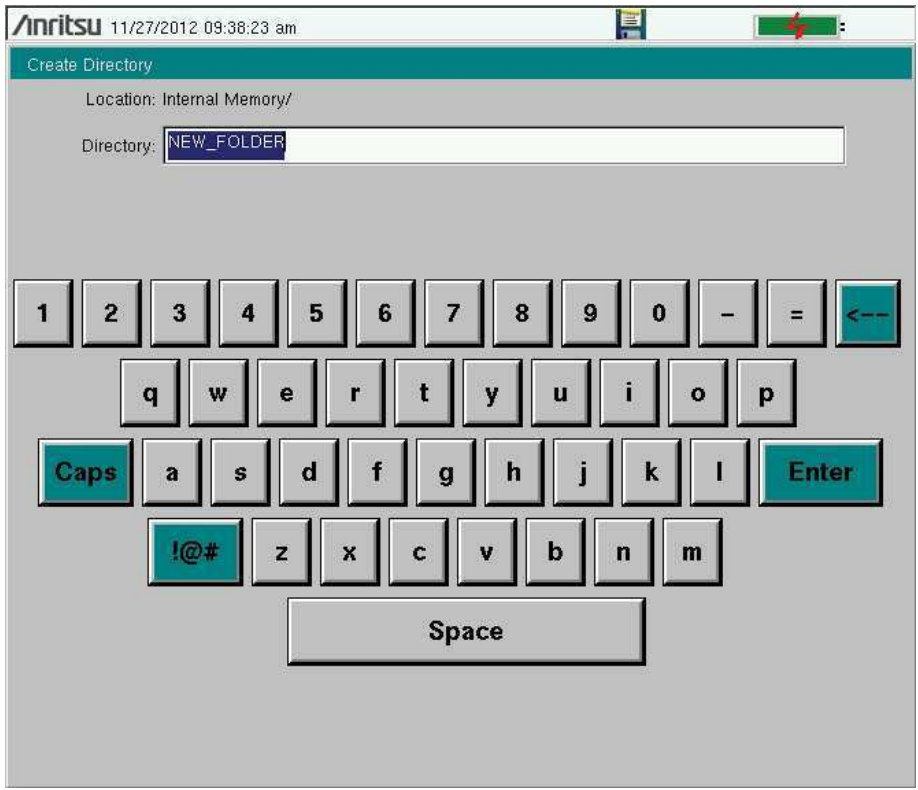 Anritsu 11/27/2012 09:38:23 am
Create Directory
Location: Internal Memory/
Directory: NEW_FOLDER
1 2 3 4 5 6 7 8 9 0 - = <--
q w e r t y u i o p
Caps a s d f g h j k l Enter
!@# z x c v b n m
Space